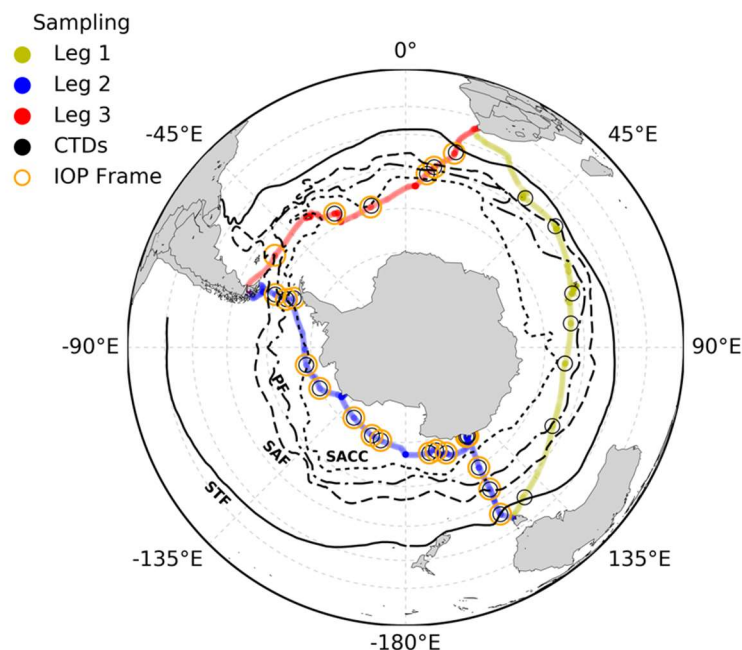 Sampling
Leg 1
Leg 2
Leg 3
CTDs
IOP Frame
0°
-45°E
45°E
-90°E
90°E
PF
SAF
SACC
STF
-135°E
135°E
-180°E